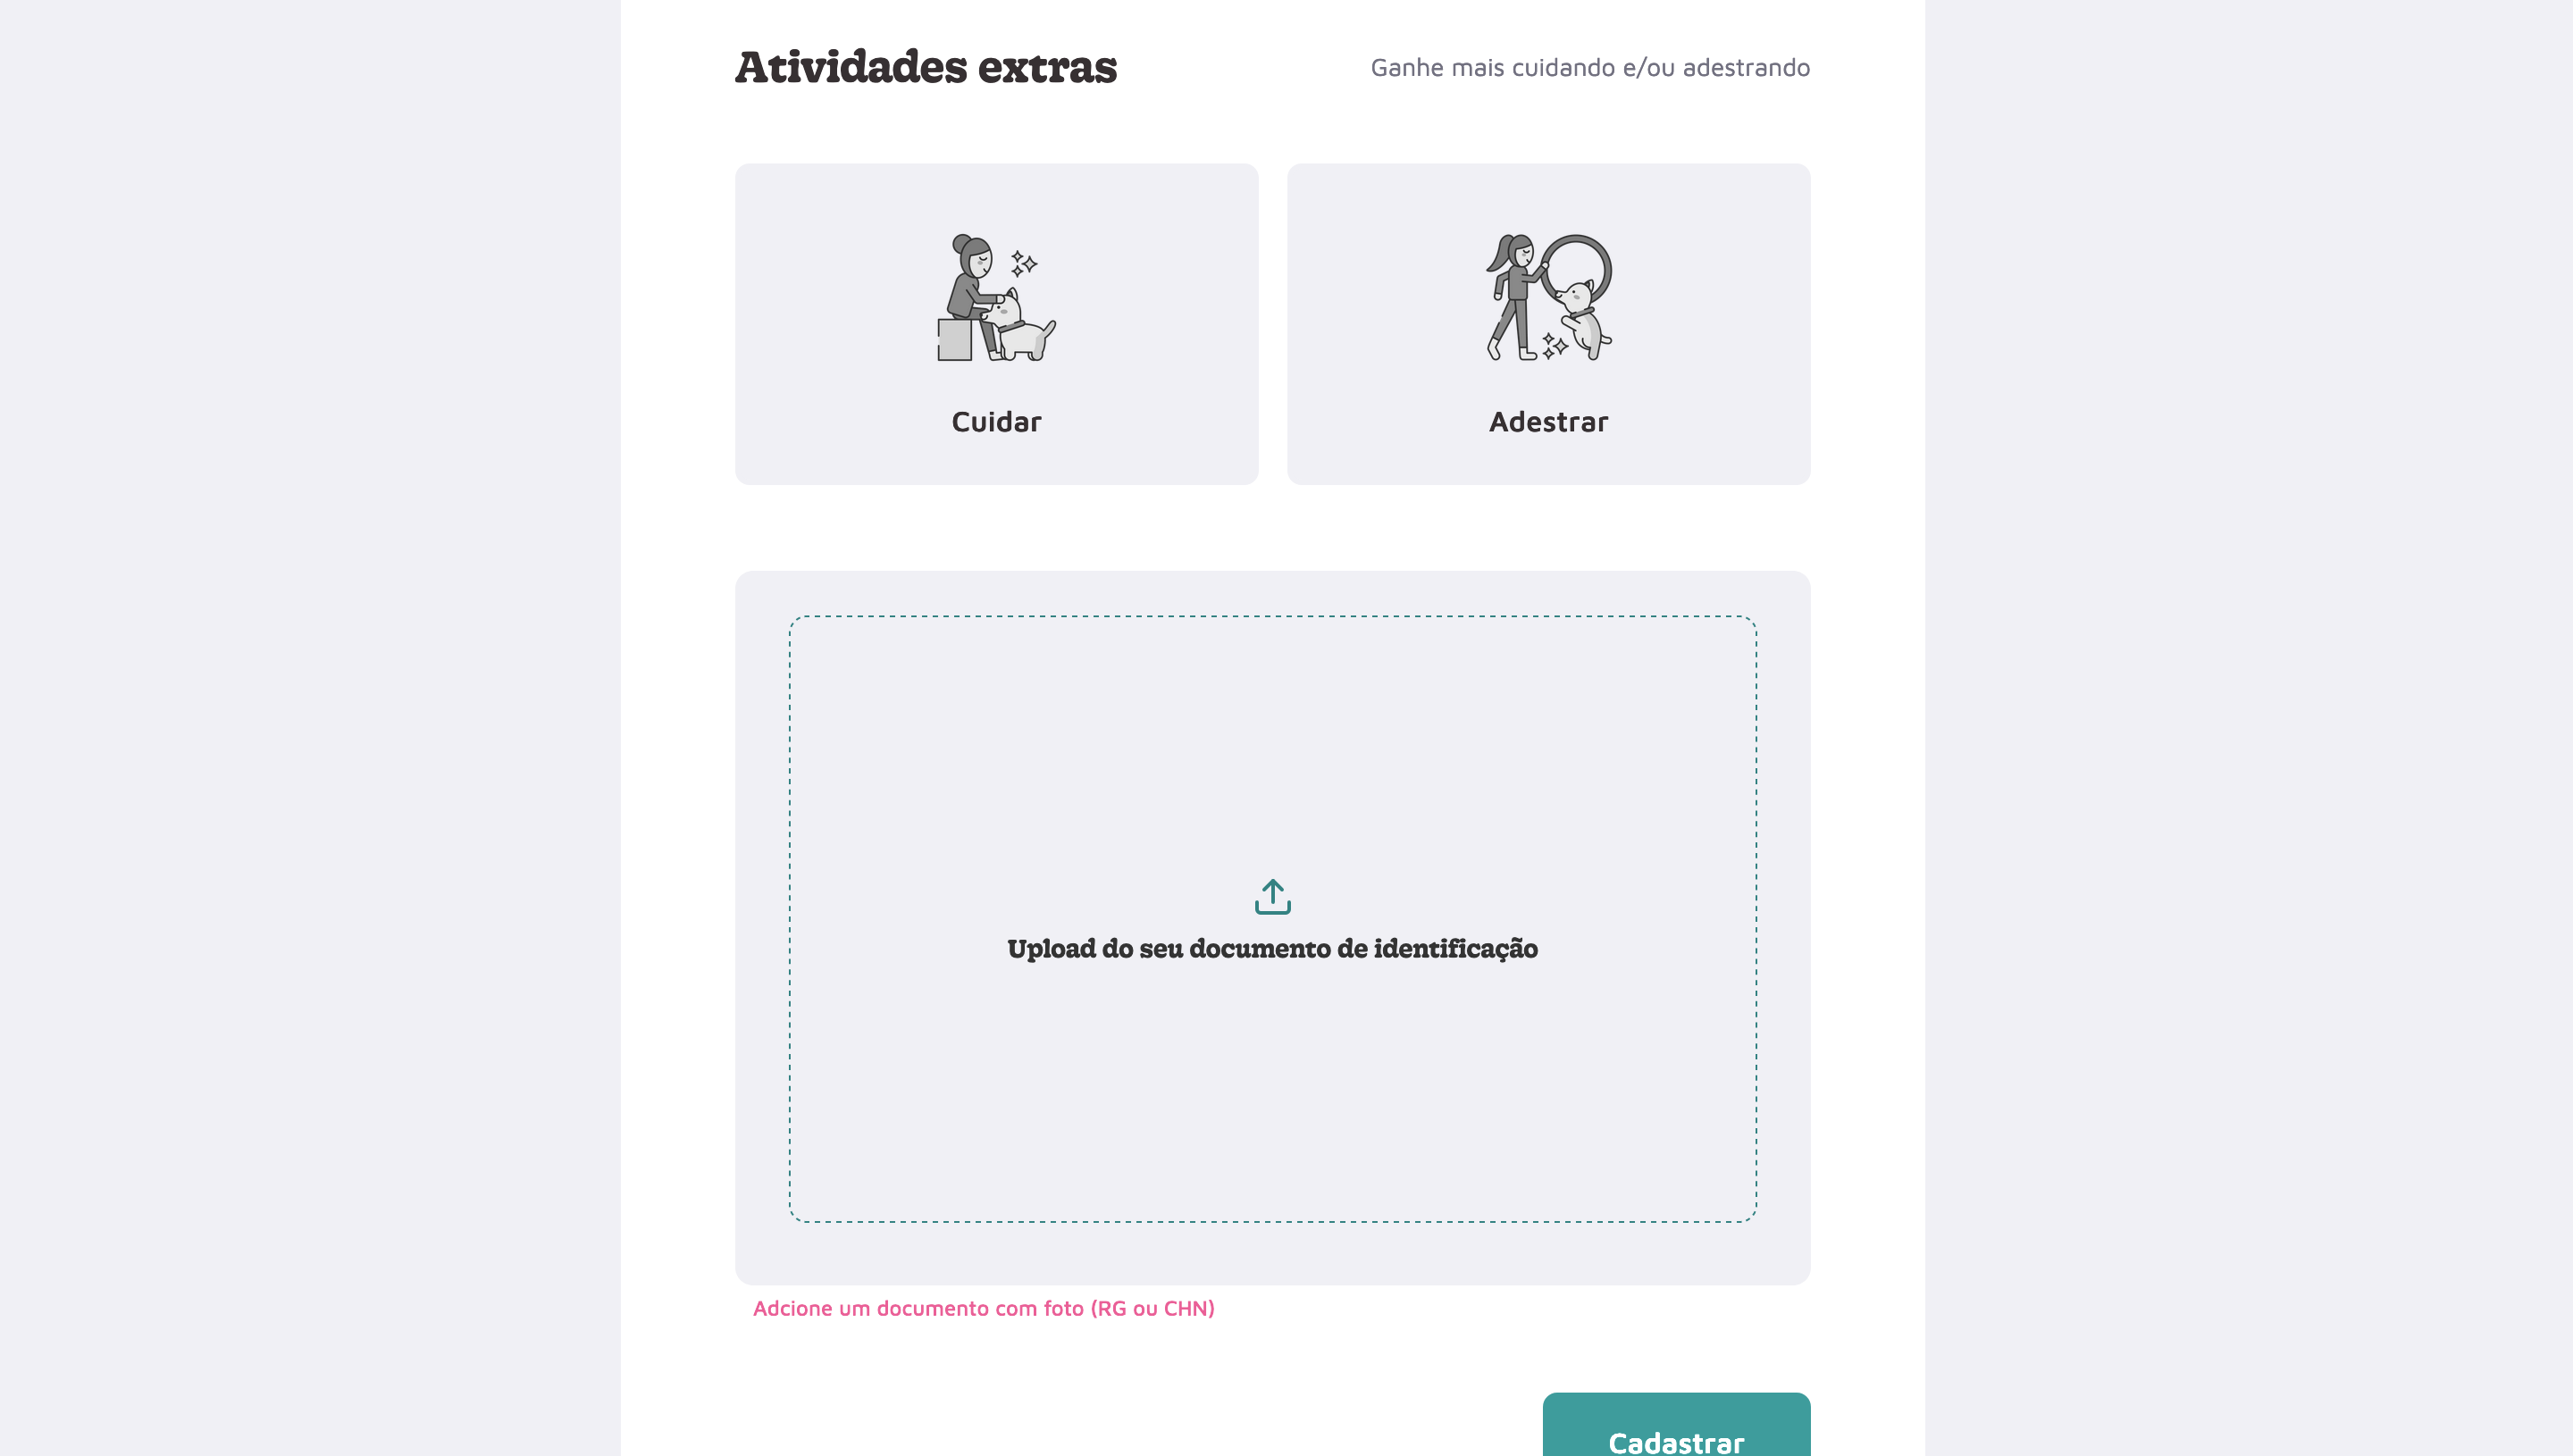 Atividades extras
Ganhe mais cuidando e/ou adestrando
Cuidar
Adestrar
Upload do seu documento de identificação
Adcione um documento com foto (RG ou CHN)
Cadastrar